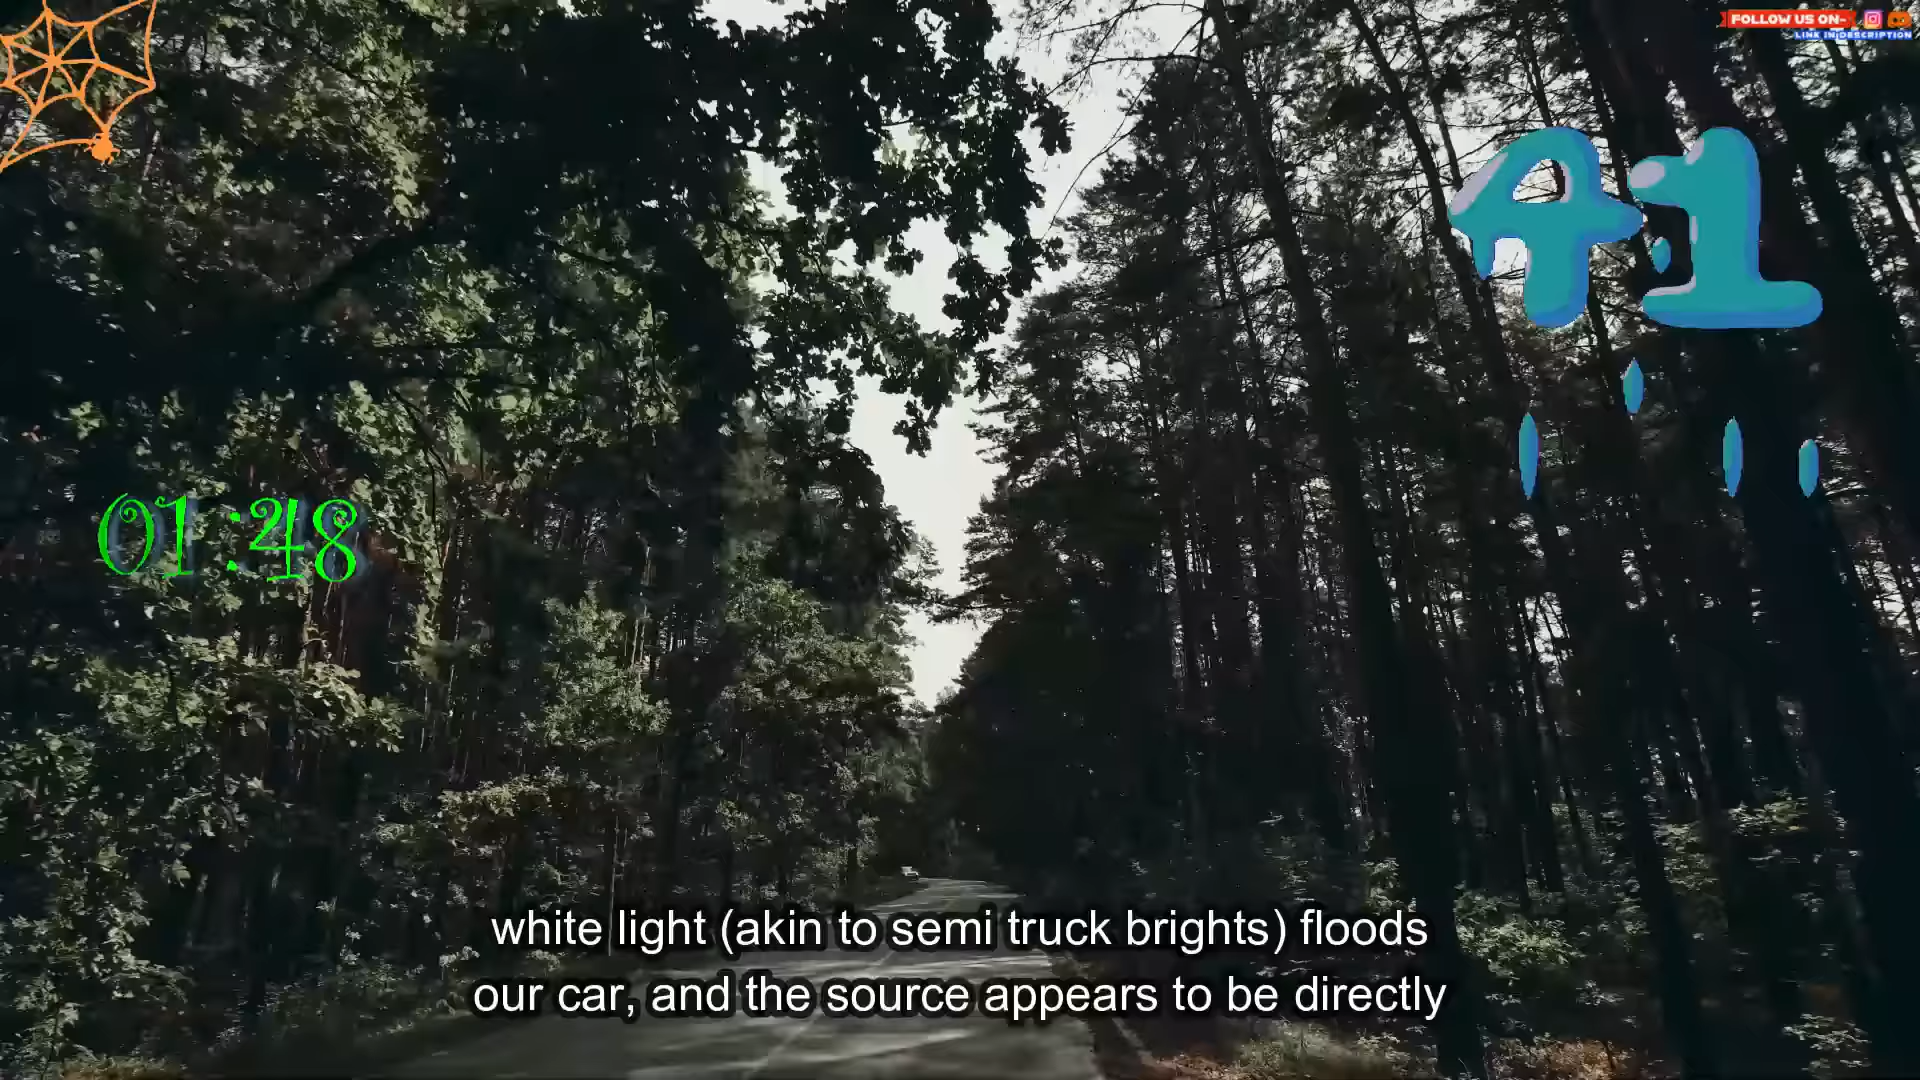 FOLLOW US ON-
LINK IN DESCRIPTION
41
01:48
white light (akin to semi truck brights) floods
our car, and the source appears to be directly